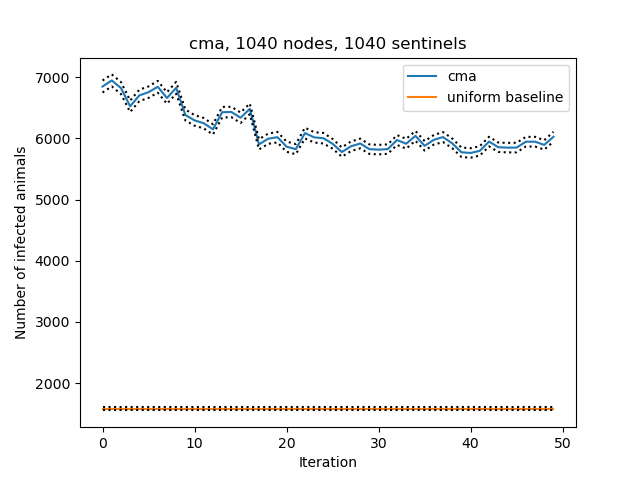 cma, 1040 nodes, 1040 sentinels
cma
uniform baseline
Number of infected animals
7000
6000
5000
4000
3000
2000
0 10 20 30 40 50
Iteration